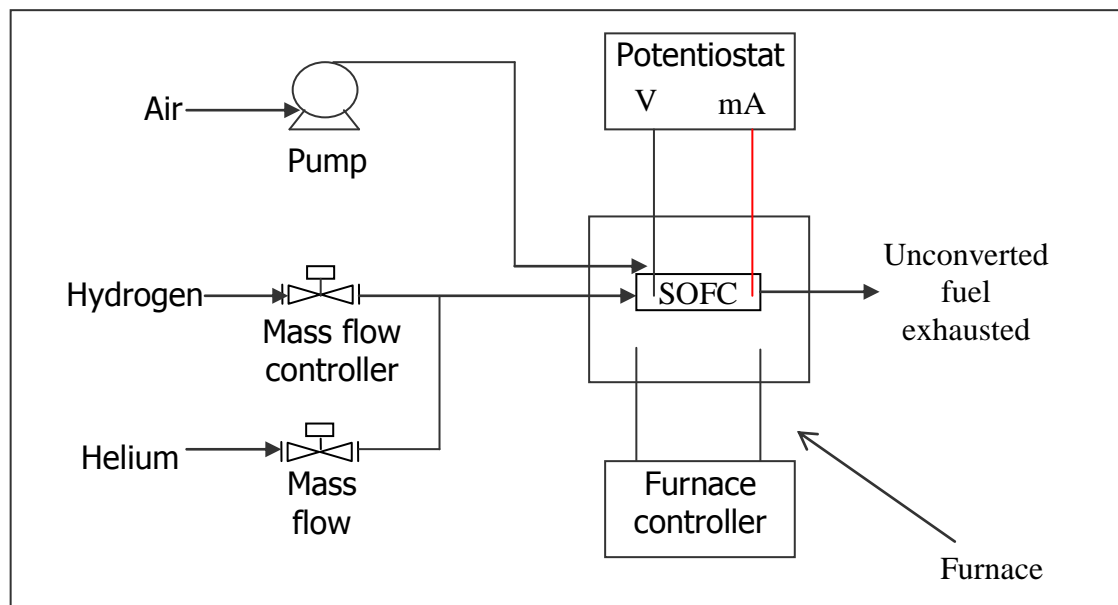 Potentiostat
V mA
Air
Pump
Hydrogen
Mass flow
controller
SOFC
Unconverted
fuel
exhausted
Helium
Mass
flow
Furnace
controller
Furnace